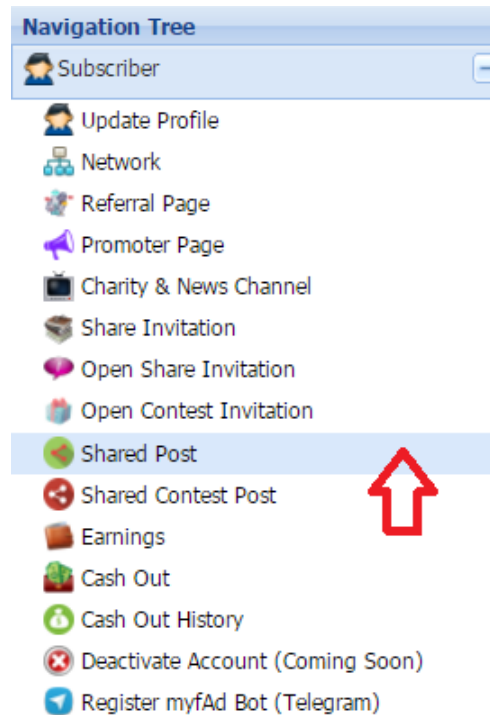 Navigation Tree
Subscriber
Update Profile
Network
Referral Page
Promoter Page
Charity & News Channel
Share Invitation
Open Share Invitation
Open Contest Invitation
Shared Post
Shared Contest Post
Earnings
Cash Out
Cash Out History
Deactivate Account (Coming Soon)
Register myfAd Bot (Telegram)